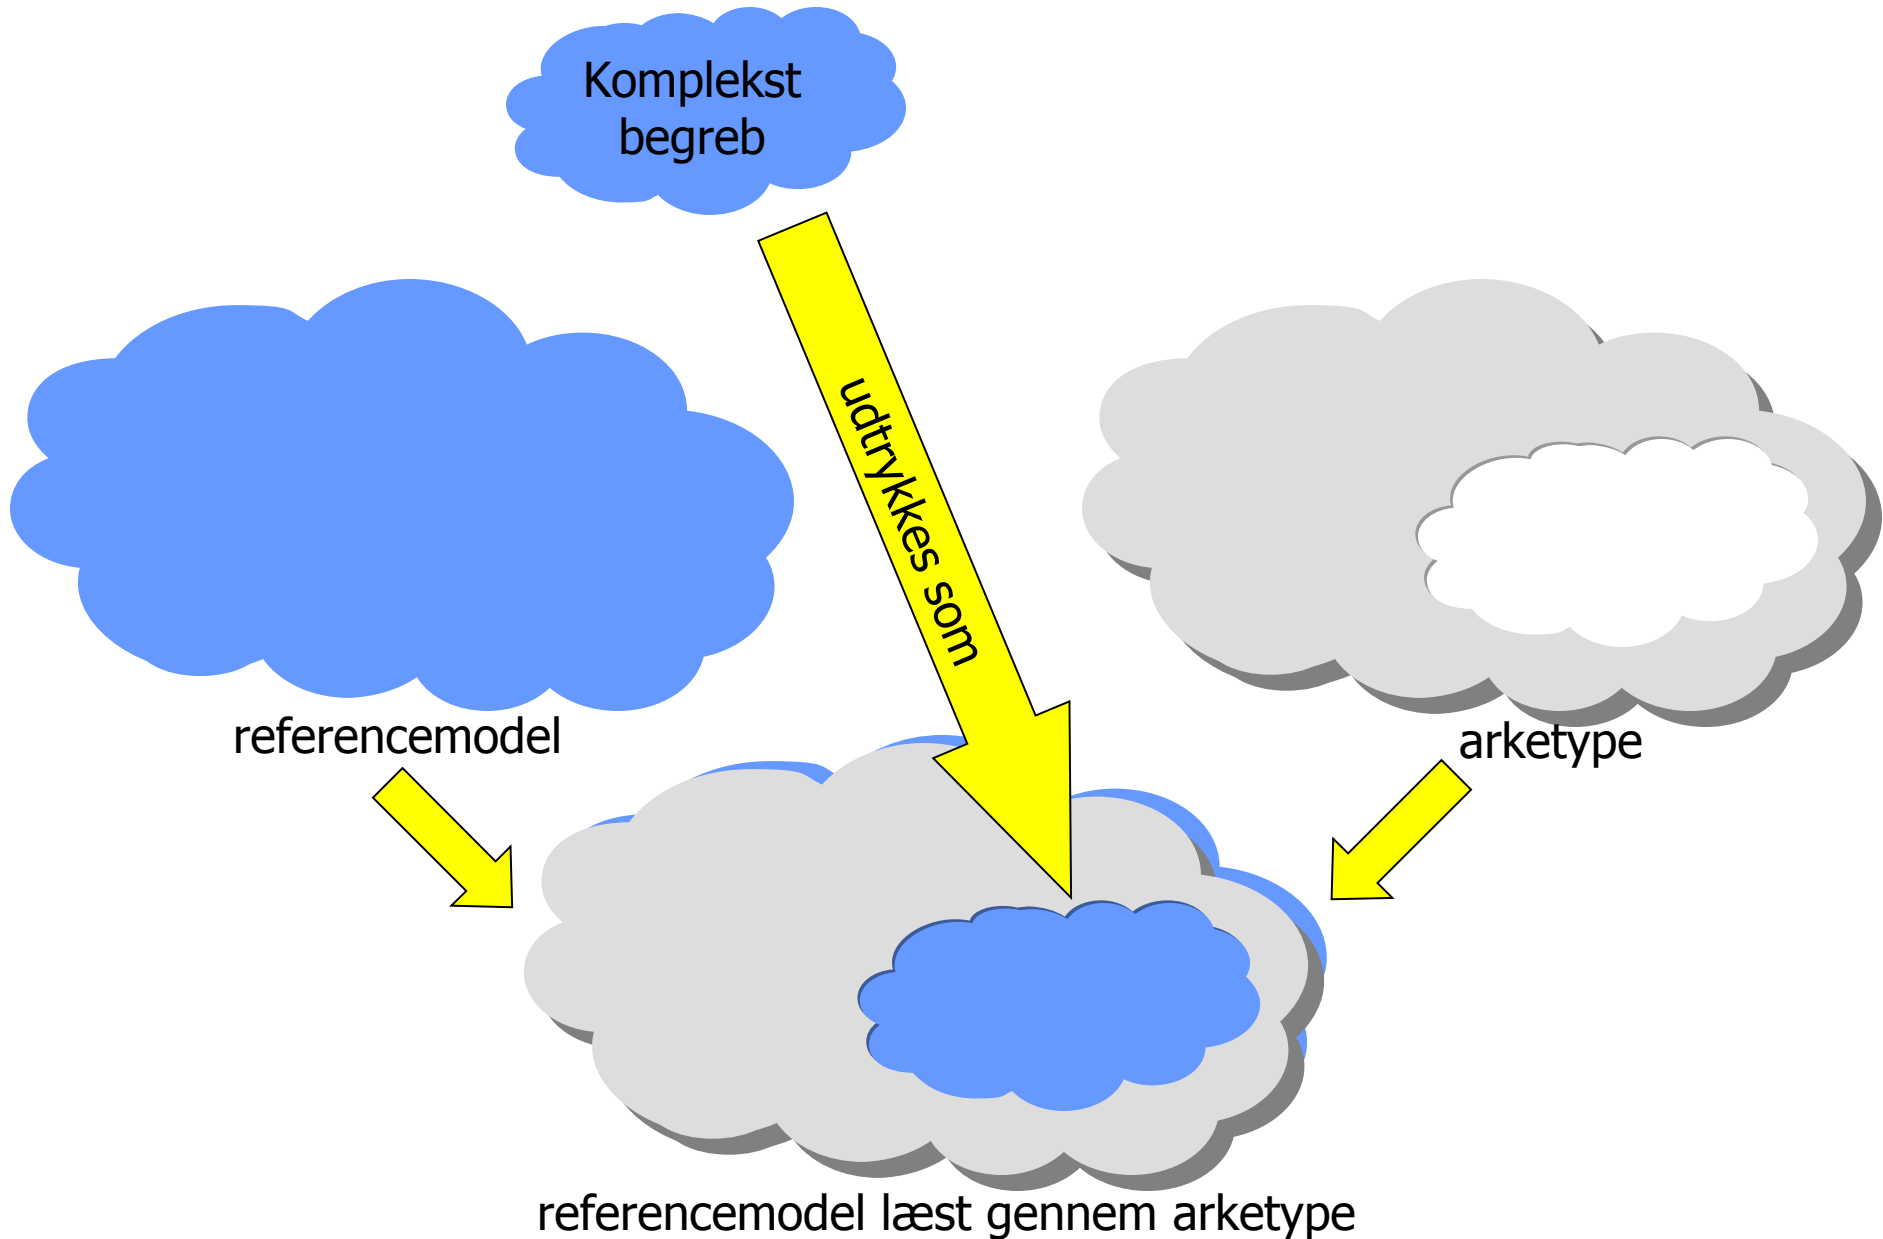 Komplekst
begreb
udtrykkes som
referencemodel
arketype
referencemodel læst gennem arketype